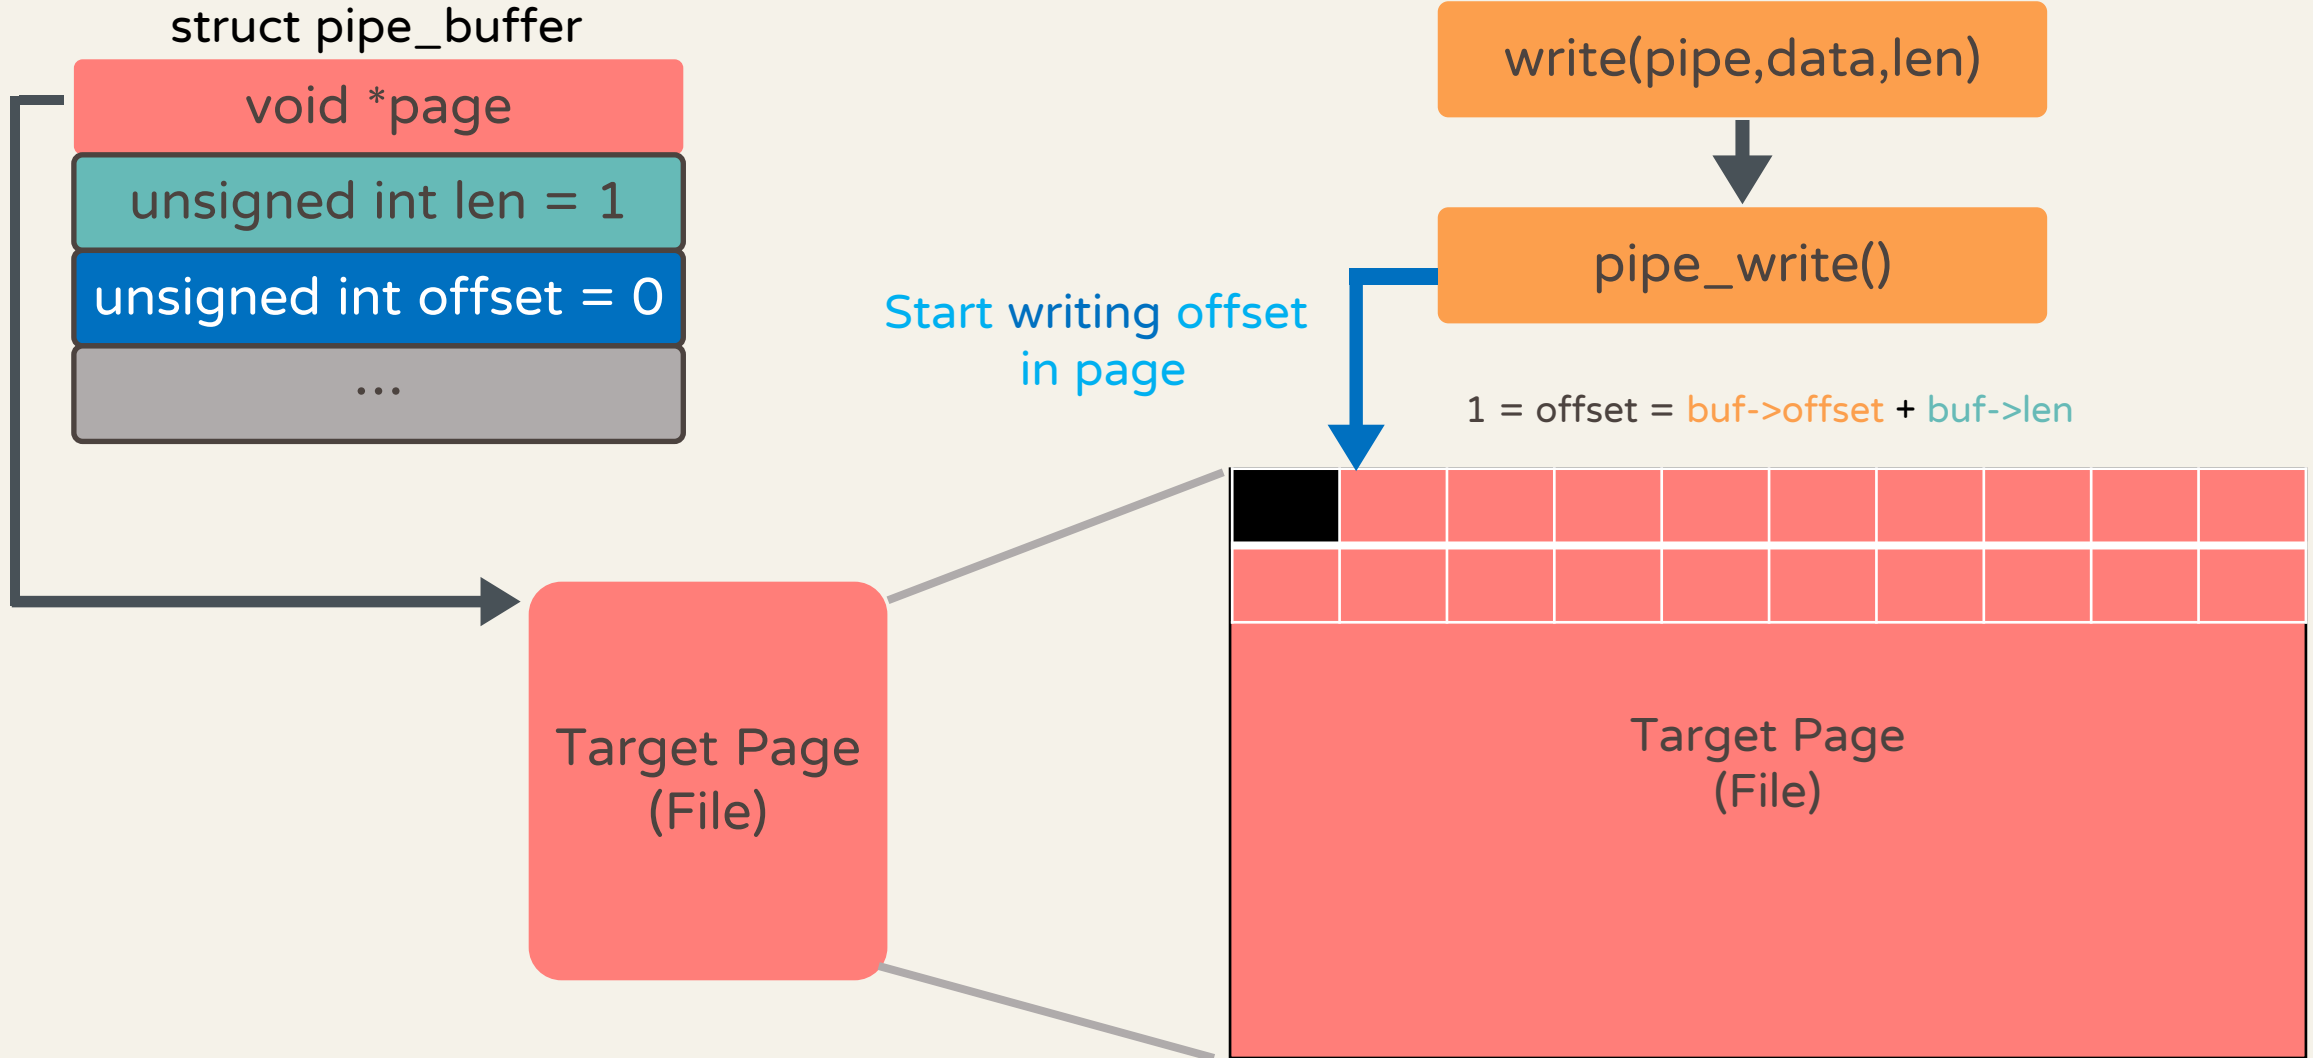 struct pipe_buffer
void *page
unsigned int len = 1
unsigned int offset = 0
...
write(pipe,data,len)
pipe_write()
Start writing offset
in page
1 = offset = buf->offset + buf->len
Target Page
(File)
Target Page
(File)